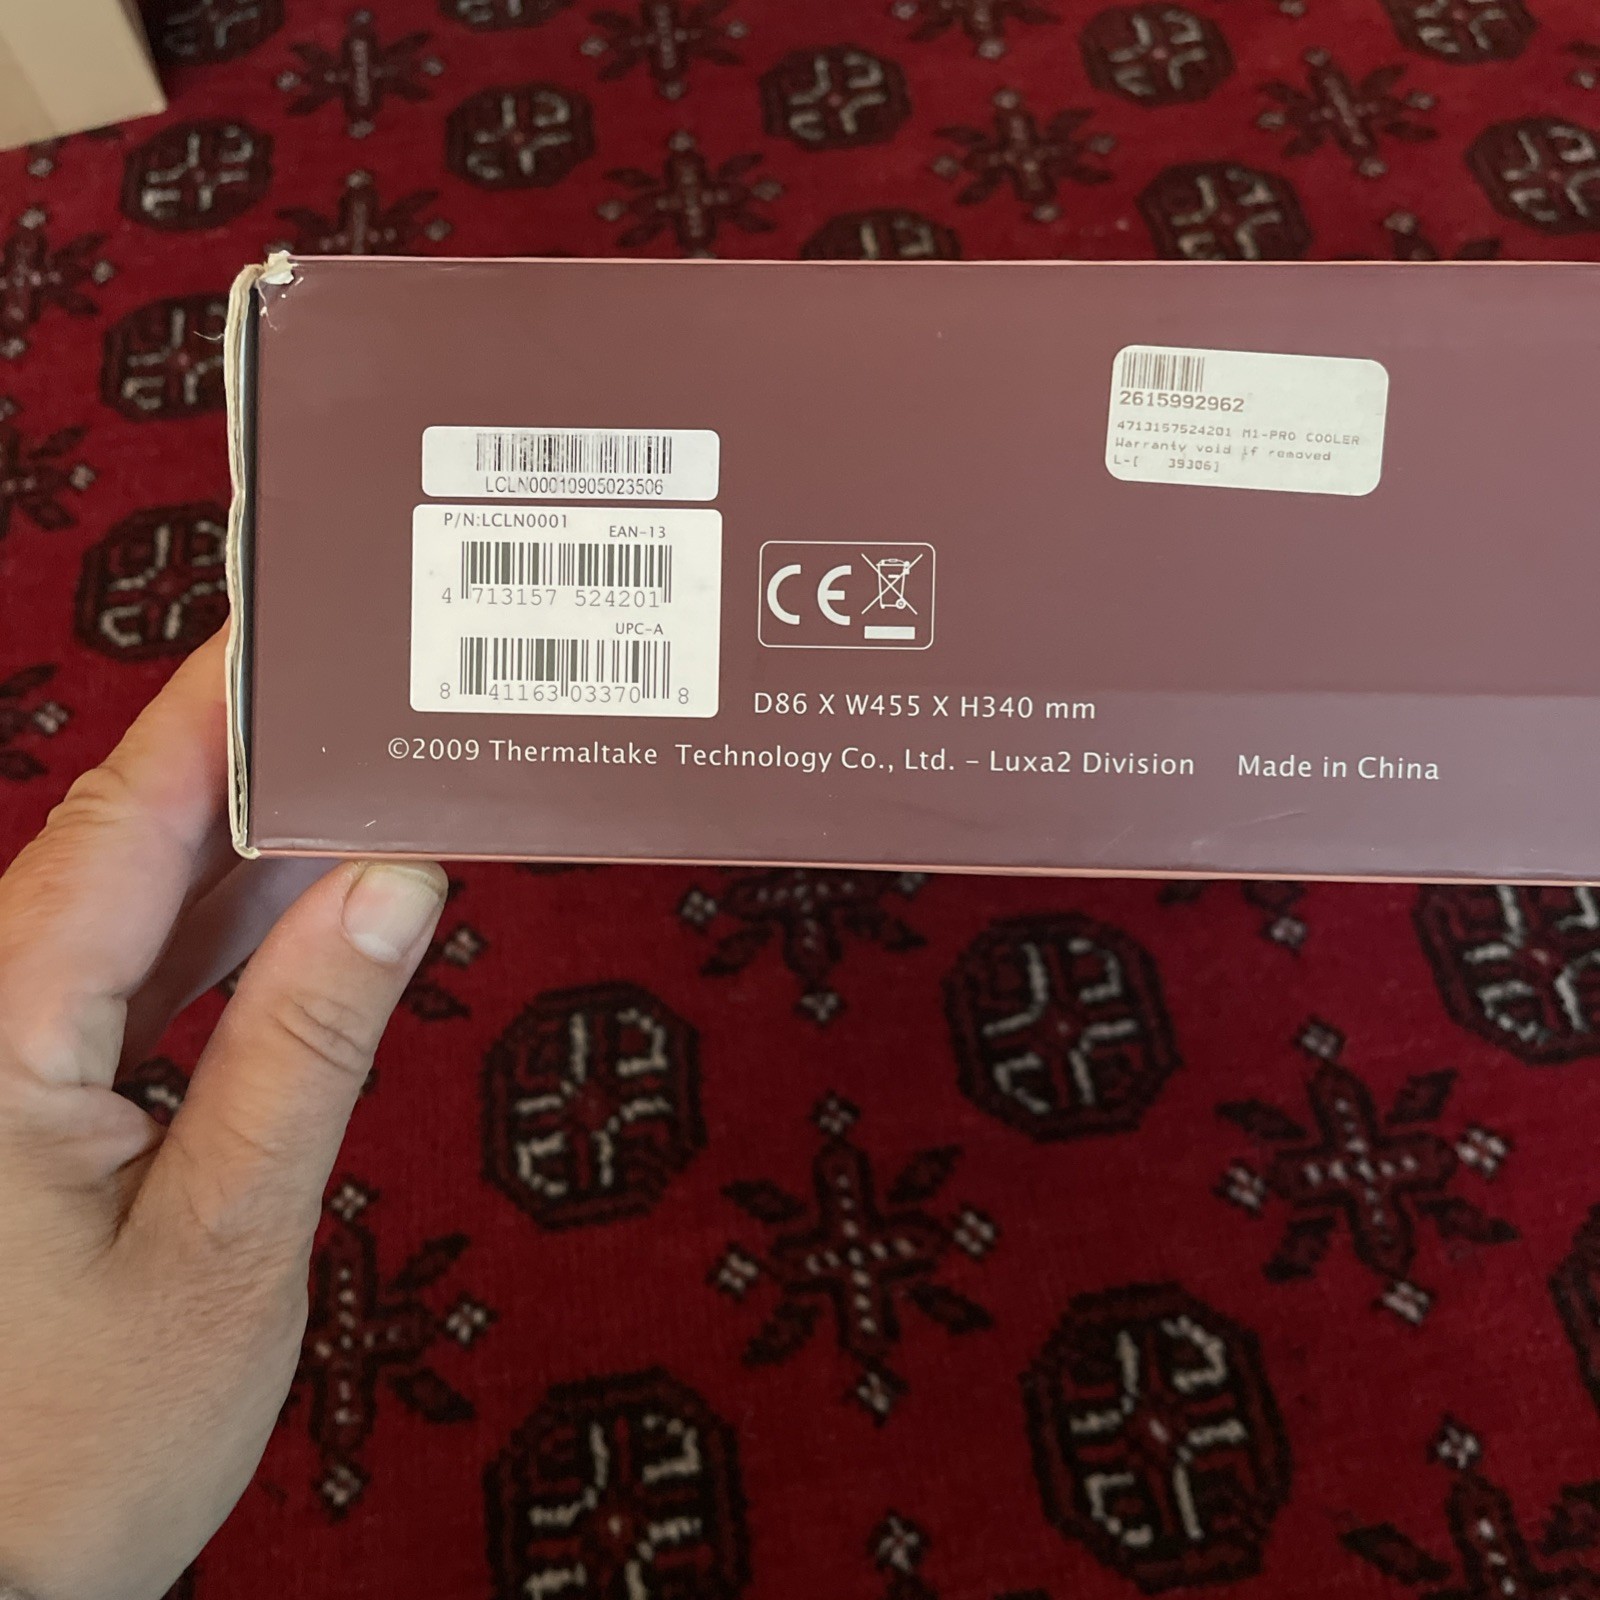 2615992962
4713157524201 M1-PRO COOLER
Warranty void if removed
L-[ 39306]
LCLN00010905023506
P/N:LCLN0001
EAN-13
4 713157 524201
UPC-A
8 41163 03370 8
CE
D86 X W455 X H340 mm
©2009 Thermaltake Technology Co., Ltd. – Luxa2 Division Made in China